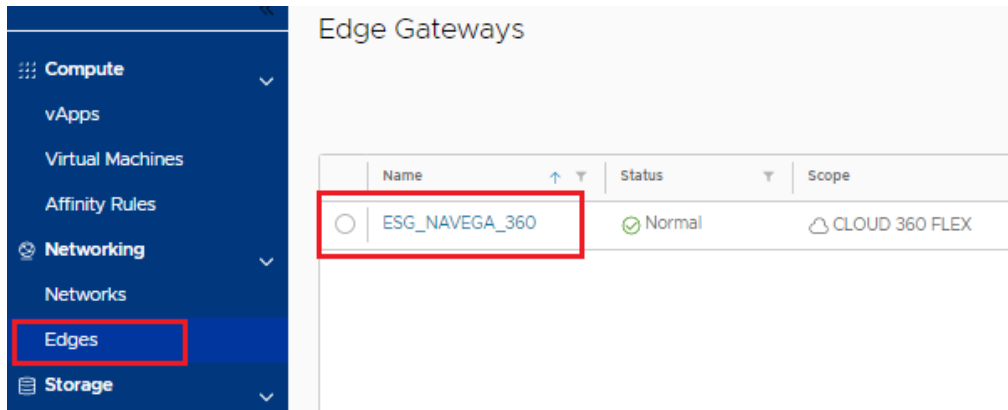 Edge Gateways
Compute
vApps
Virtual Machines
Affinity Rules
Networking
Networks
Edges
Storage
Name Status Scope
ESG_NAVEGA_360 Normal CLOUD 360 FLEX